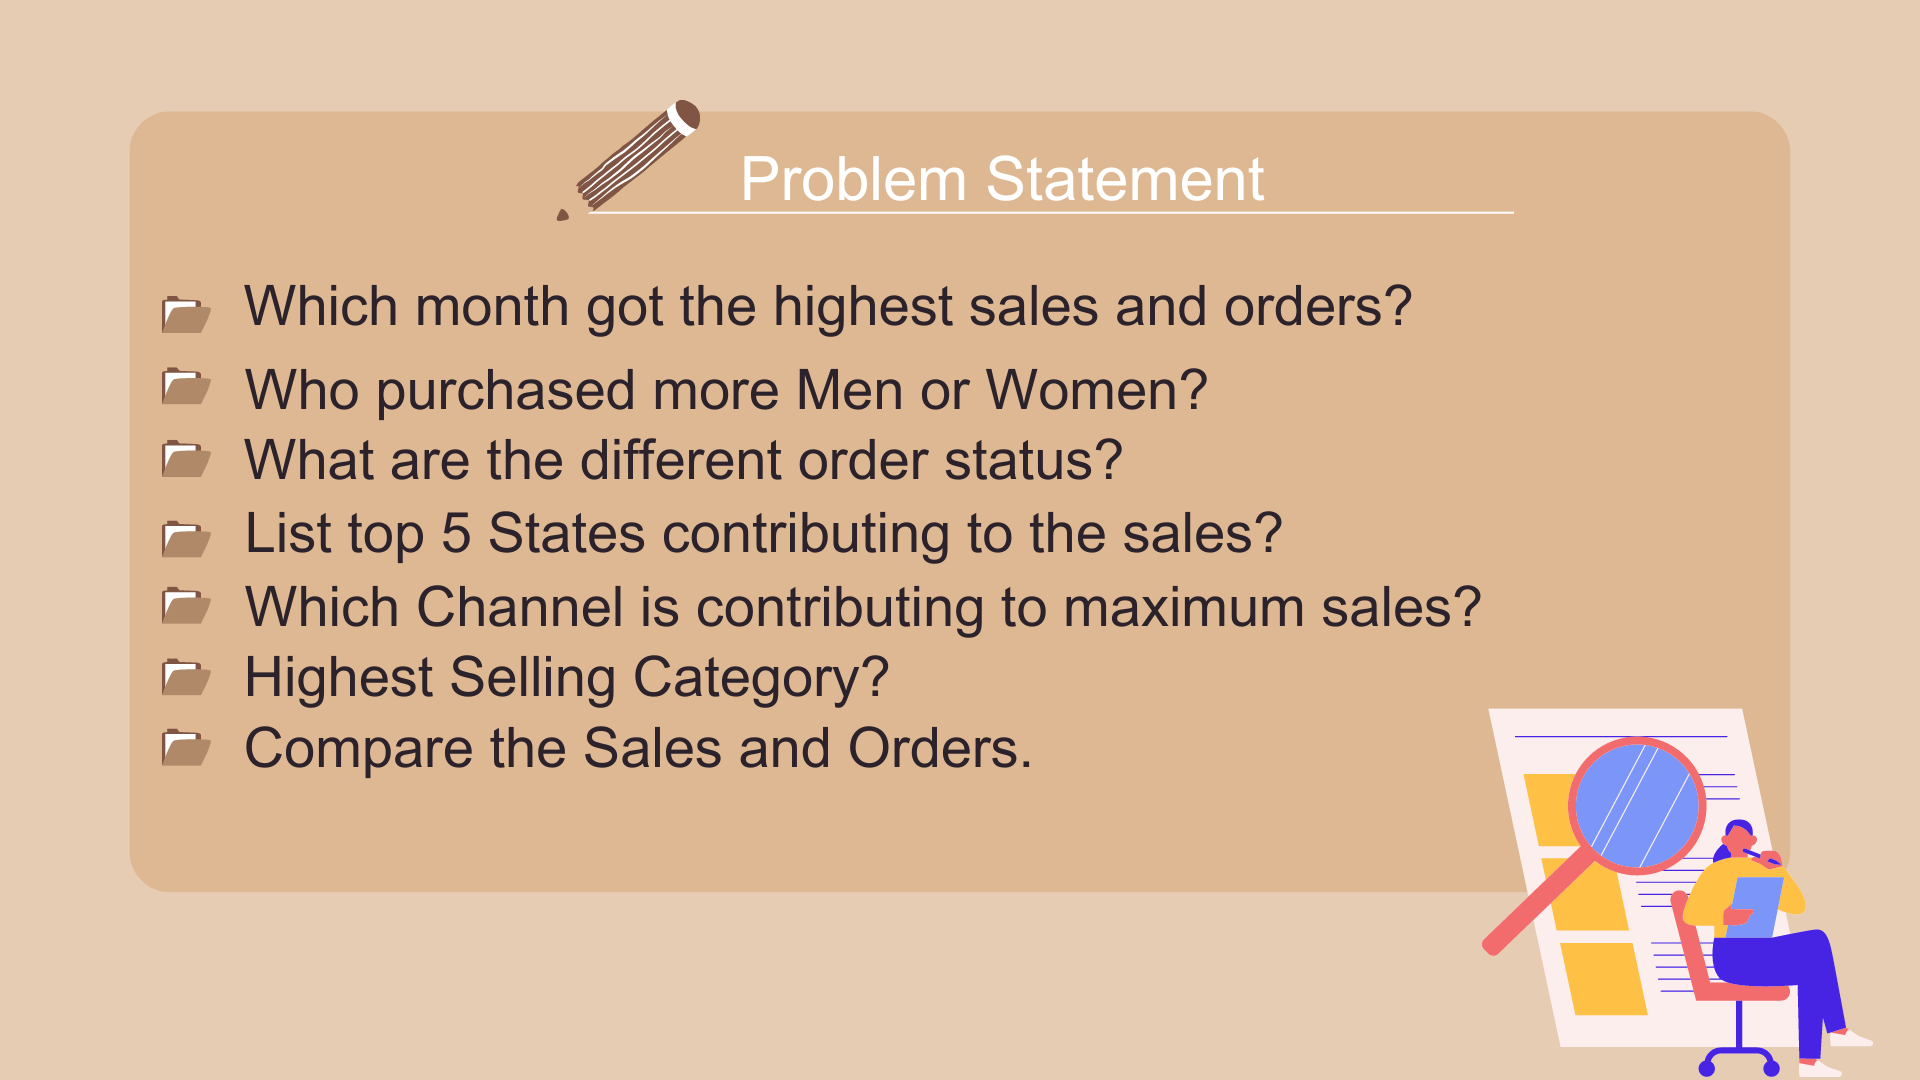 Problem Statement
Which month got the highest sales and orders?
Who purchased more Men or Women?
What are the different order status?
List top 5 States contributing to the sales?
Which Channel is contributing to maximum sales?
Highest Selling Category?
Compare the Sales and Orders.